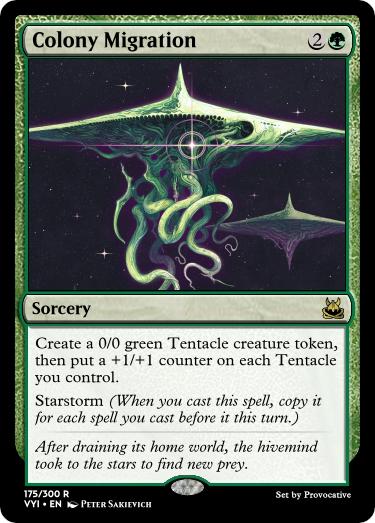 Colony Migration 2
Sorcery
Create a 0/0 green Tentacle creature token,
then put a +1/+1 counter on each Tentacle
you control.
Starstorm (When you cast this spell, copy it
for each spell you cast before it this turn.)
After draining its home world, the hivemind
took to the stars to find new prey.
175/300 R
VYI • EN Peter Sakievich
Set by Provocative